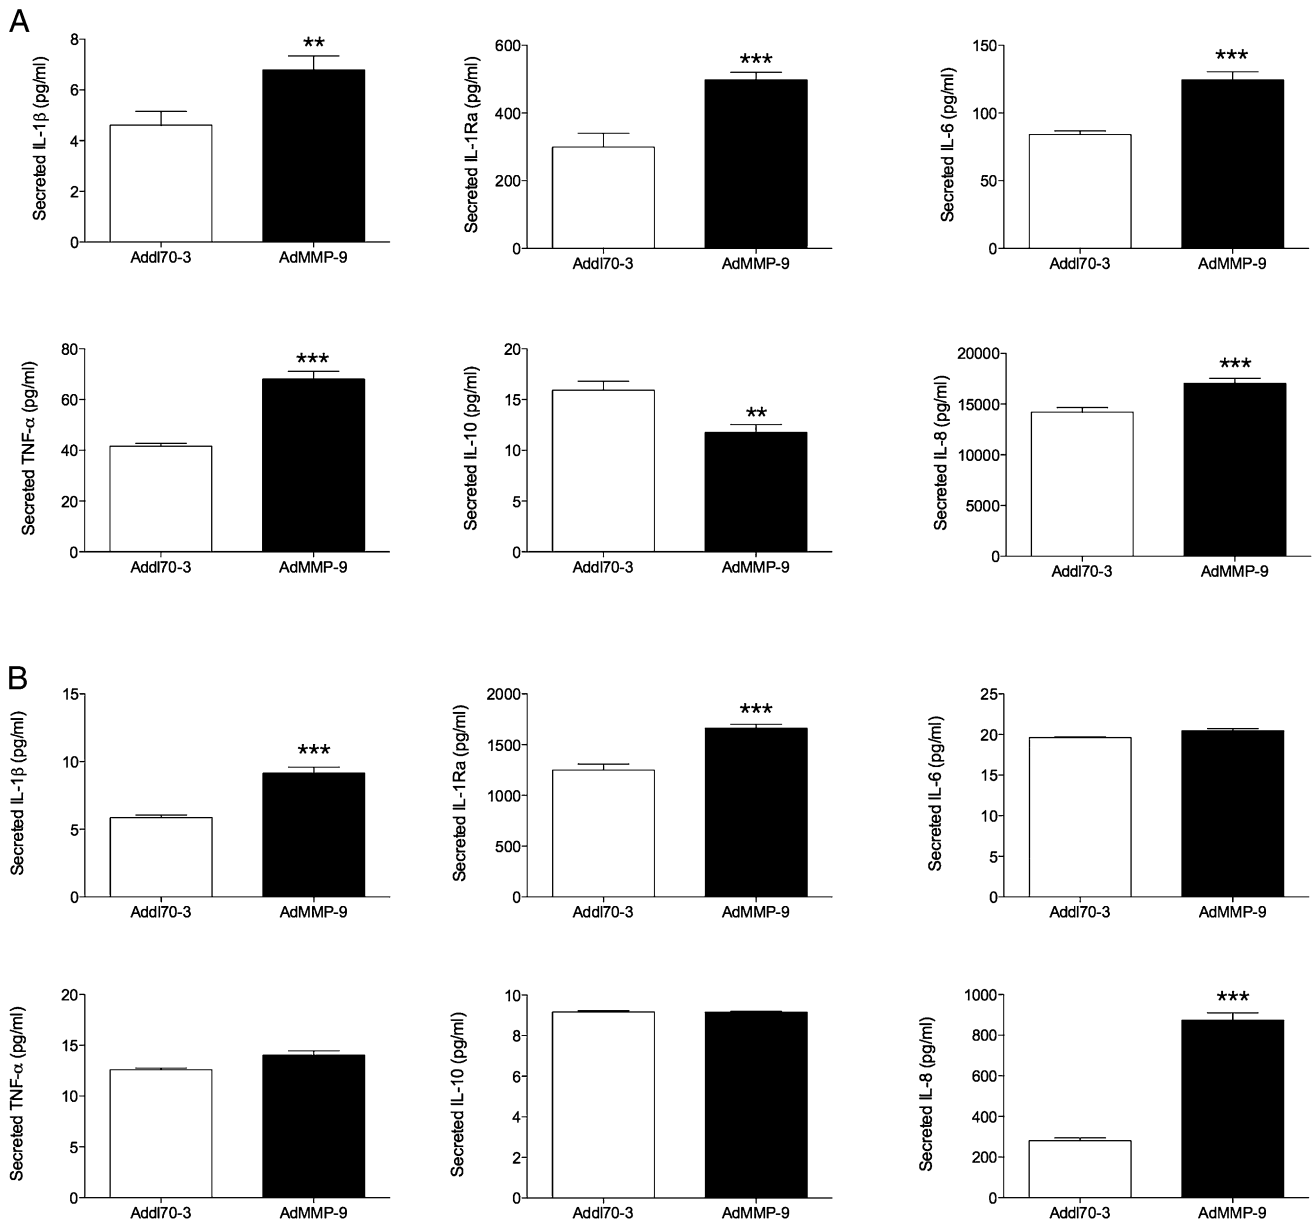 A
Secreted IL-1β (pg/ml)
8
6
4
2
0
**
Addl70-3 AdMMP-9
Secreted IL-1Ra (pg/ml)
600
400
200
0
***
Addl70-3 AdMMP-9
Secreted IL-6 (pg/ml)
150
100
50
0
***
Addl70-3 AdMMP-9
Secreted TNF-α (pg/ml)
80
60
40
20
0
***
Addl70-3 AdMMP-9
Secreted IL-10 (pg/ml)
20
15
10
5
0
**
Addl70-3 AdMMP-9
Secreted IL-8 (pg/ml)
20000
15000
10000
5000
0
***
Addl70-3 AdMMP-9
B
Secreted IL-1β (pg/ml)
15
10
5
0
***
Addl70-3 AdMMP-9
Secreted IL-1Ra (pg/ml)
2000
1500
1000
500
0
***
Addl70-3 AdMMP-9
Secreted IL-6 (pg/ml)
25
20
15
10
5
0
Addl70-3 AdMMP-9
Secreted TNF-α (pg/ml)
20
15
10
5
0
Addl70-3 AdMMP-9
Secreted IL-10 (pg/ml)
10
8
6
4
2
0
Addl70-3 AdMMP-9
Secreted IL-8 (pg/ml)
1000
800
600
400
200
0
***
Addl70-3 AdMMP-9